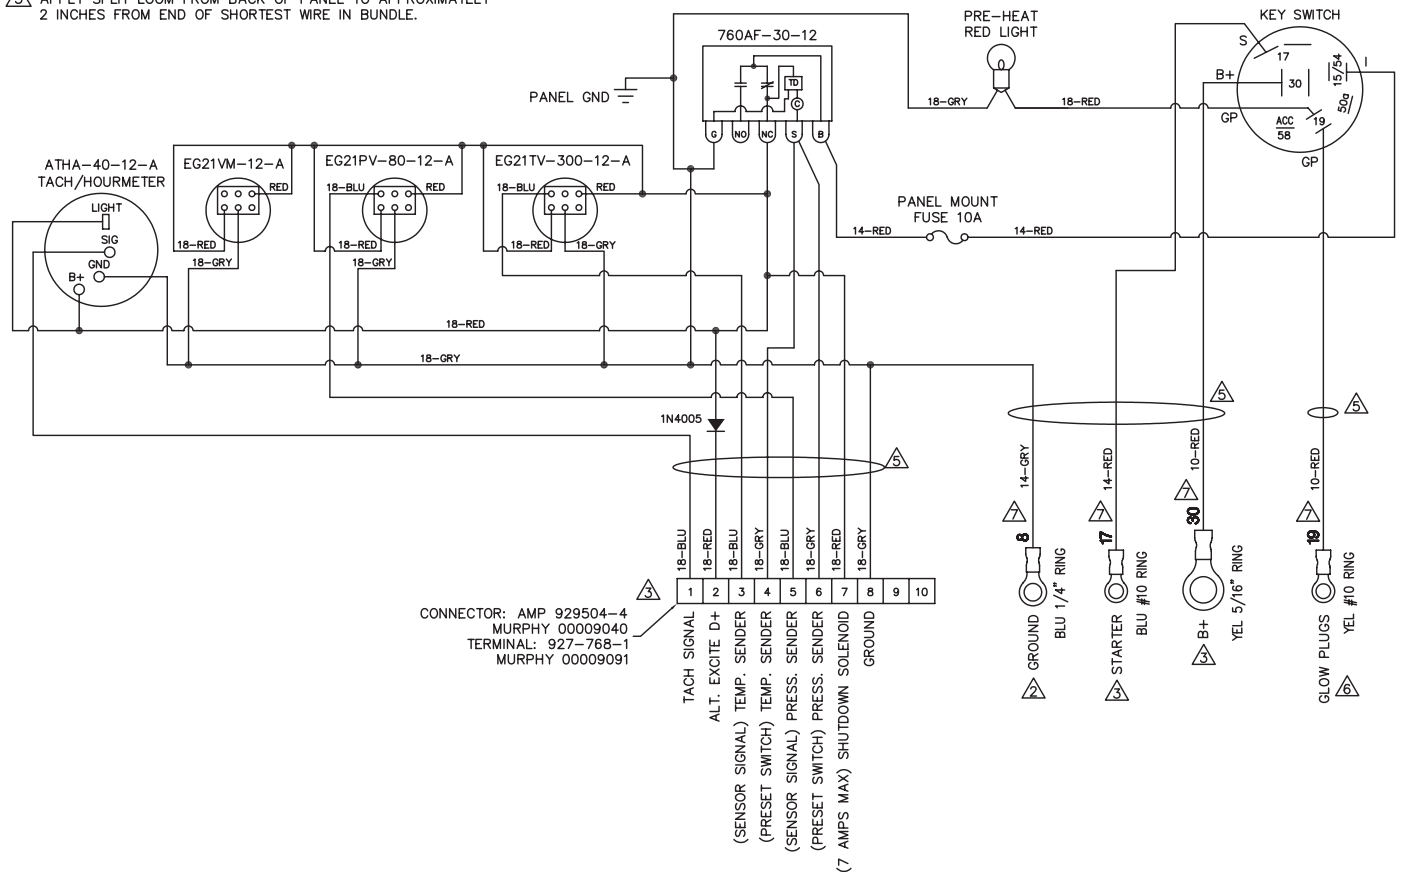 2 INCHES FROM END OF SHORTEST WIRE IN BUNDLE.
760AF-30-12
PRE-HEAT
RED LIGHT
KEY SWITCH
S
17
B+
30
15/54
I
50a
19
ACC
58
GP
GP
PANEL GND
TD
C
G
NO
NC
S
B
18-GRY
18-RED
ATHA-40-12-A
TACH/HOURMETER
LIGHT
SIG
GND
B+
EG21VM-12-A
RED
18-RED
18-GRY
EG21PV-80-12-A
18-BLU
RED
18-RED
18-GRY
EG21TV-300-12-A
18-BLU
RED
18-RED
18-GRY
PANEL MOUNT
FUSE 10A
14-RED
14-RED
18-RED
18-GRY
1N4005
5
5
5
18-BLU
18-RED
18-BLU
18-GRY
18-BLU
18-GRY
18-RED
18-GRY
14-GRY
14-RED
10-RED
10-RED
7
7
7
7
8
17
30
19
3
1
2
3
4
5
6
7
8
9
10
CONNECTOR: AMP 929504-4
MURPHY 00009040
TERMINAL: 927-768-1
MURPHY 00009091
TACH SIGNAL
ALT. EXCITE D+
(SENSOR SIGNAL) TEMP. SENDER
(PRESET SWITCH) TEMP. SENDER
(SENSOR SIGNAL) PRESS. SENDER
(PRESET SWITCH) PRESS. SENDER
(7 AMPS MAX) SHUTDOWN SOLENOID
GROUND
GROUND
BLU 1/4" RING
2
STARTER
BLU #10 RING
3
B+
YEL 5/16" RING
3
GLOW PLUGS
YEL #10 RING
6